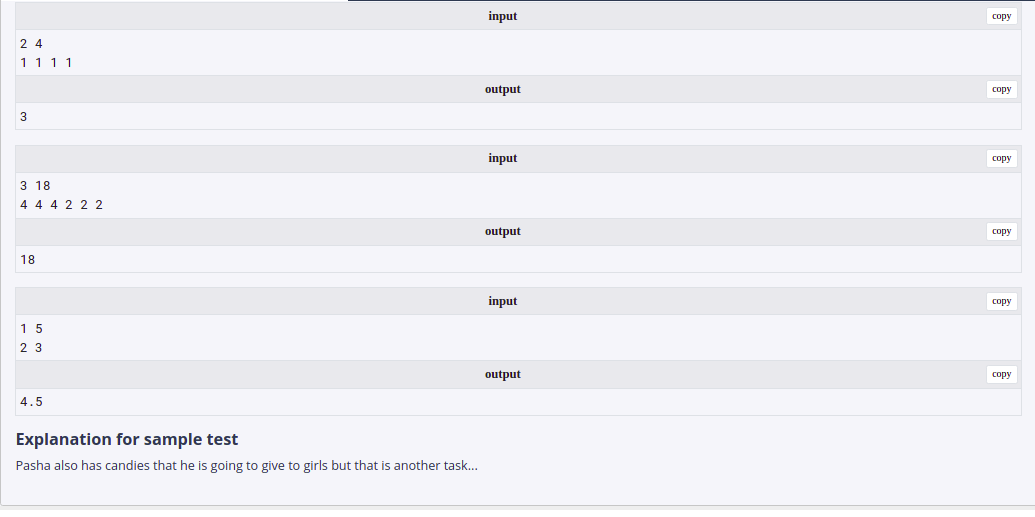 input
copy
2 4
1 1 1 1
output
copy
3
input
copy
3 18
4 4 4 2 2 2
output
copy
18
input
copy
1 5
2 3
output
copy
4.5
Explanation for sample test
Pasha also has candies that he is going to give to girls but that is another task...